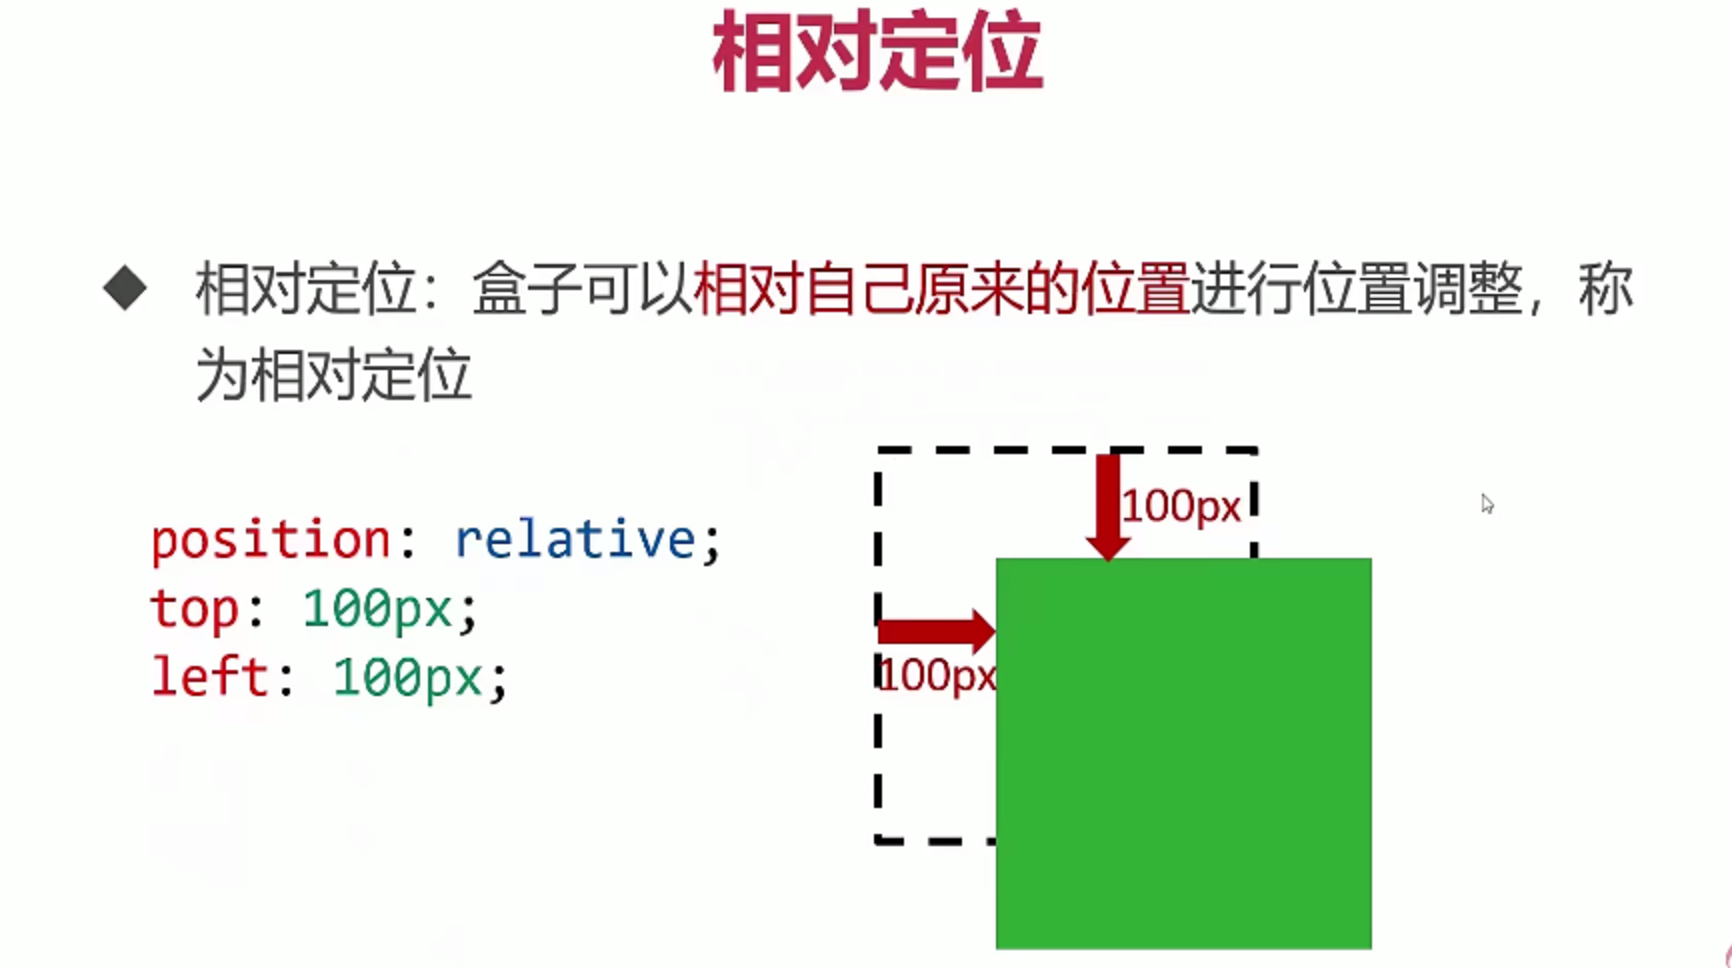 相对定位
相对定位：盒子可以相对自己原来的位置进行位置调整，称
为相对定位
position: relative;
top: 100px;
left: 100px;
100px
100px